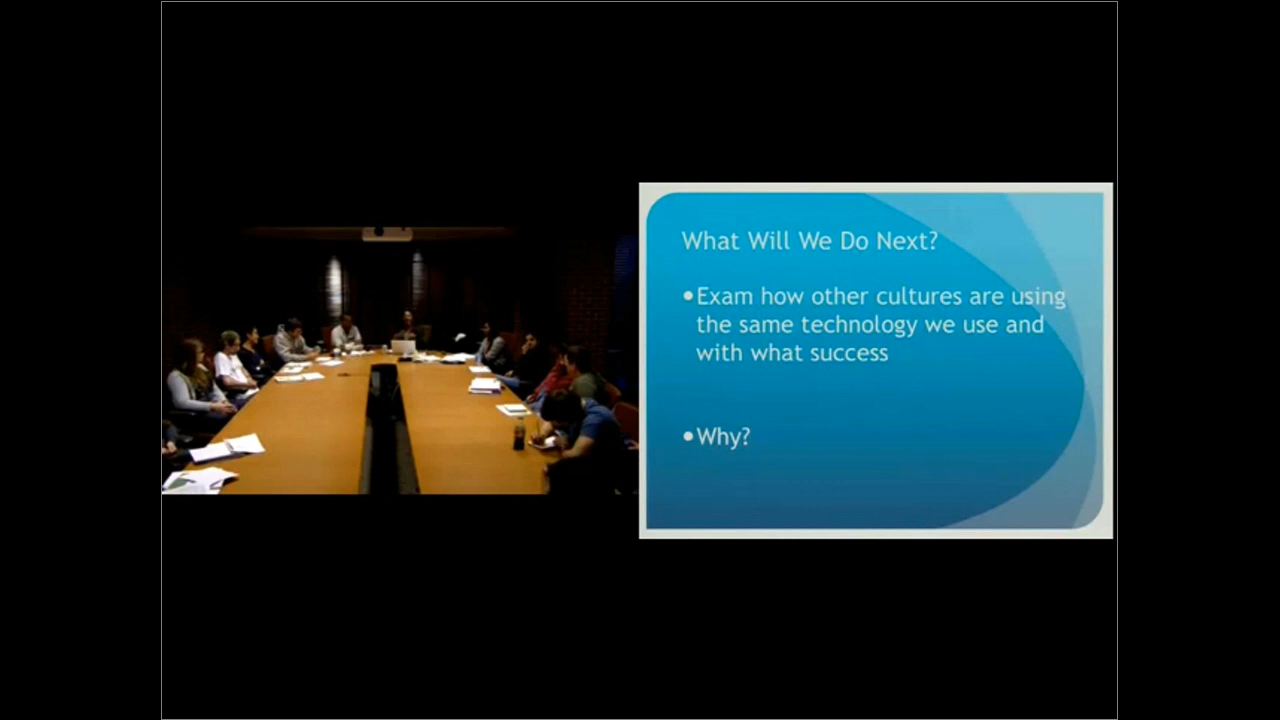 What Will We Do Next?
•Exam how other cultures are using
the same technology we use and
with what success
•Why?